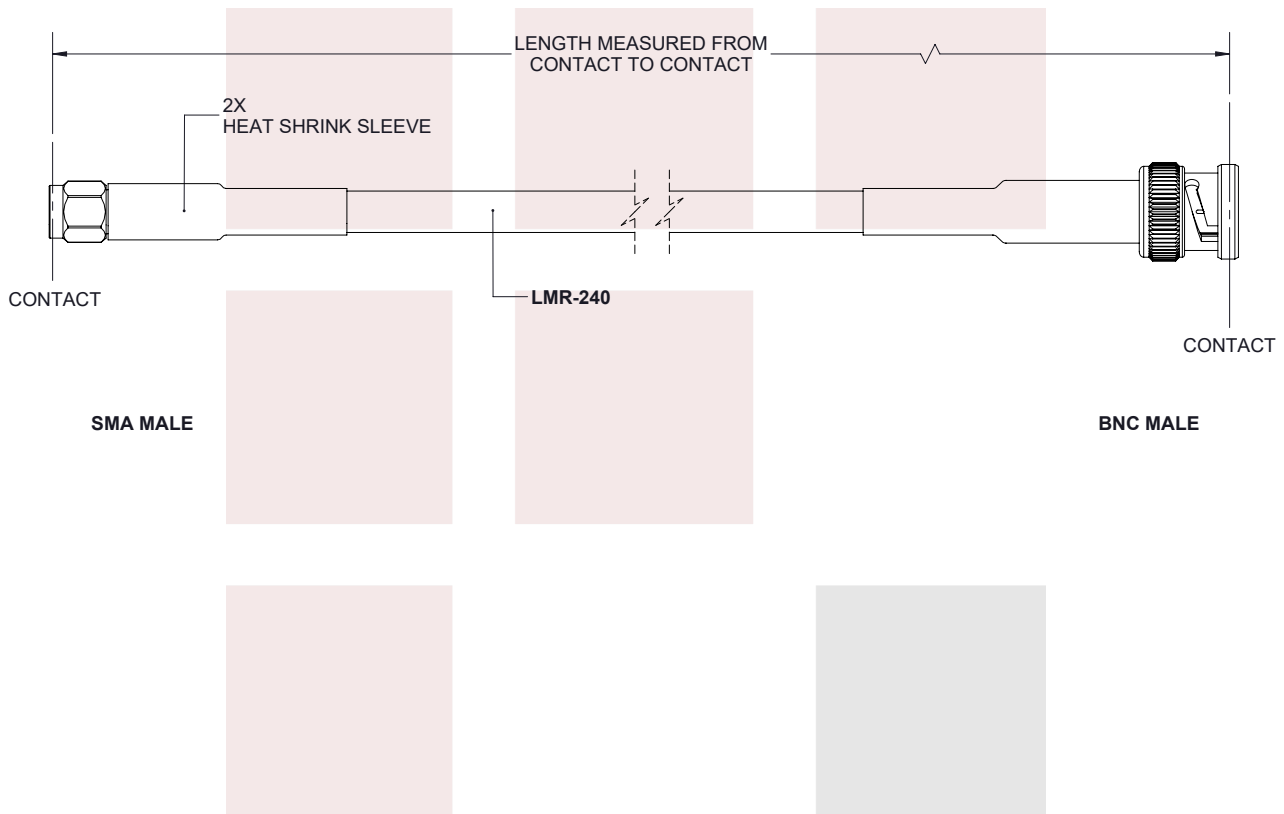 LENGTH MEASURED FROM
CONTACT TO CONTACT
2X
HEAT SHRINK SLEEVE
CONTACT
LMR-240
CONTACT
SMA MALE
BNC MALE